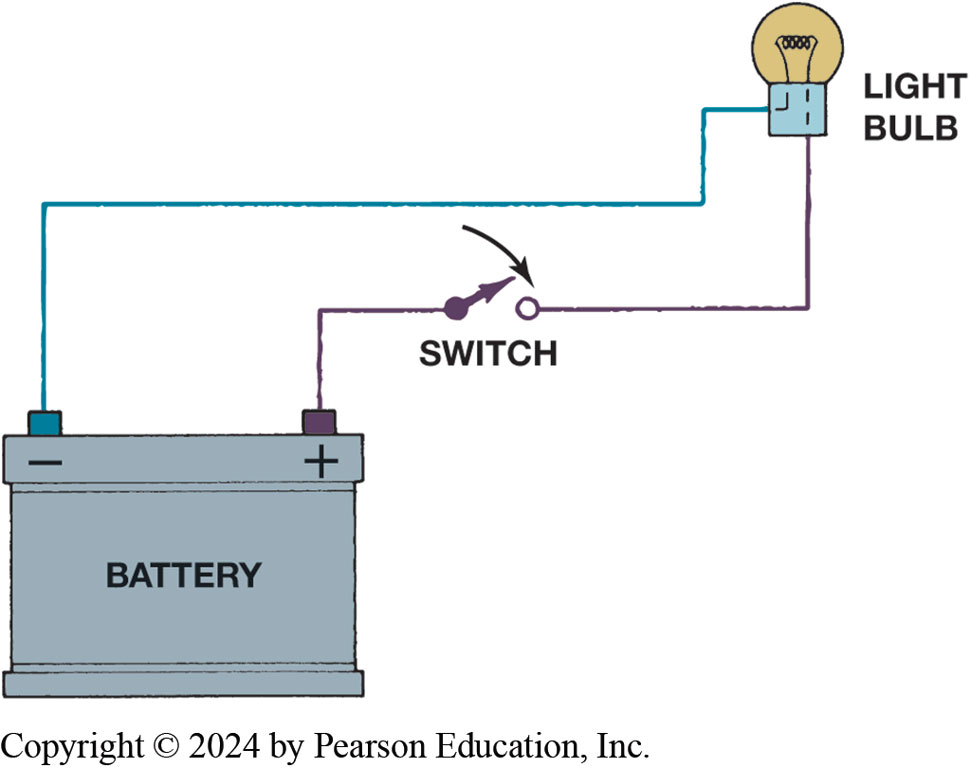 LIGHT
BULB
SWITCH
− +
BATTERY
Copyright © 2024 by Pearson Education, Inc.